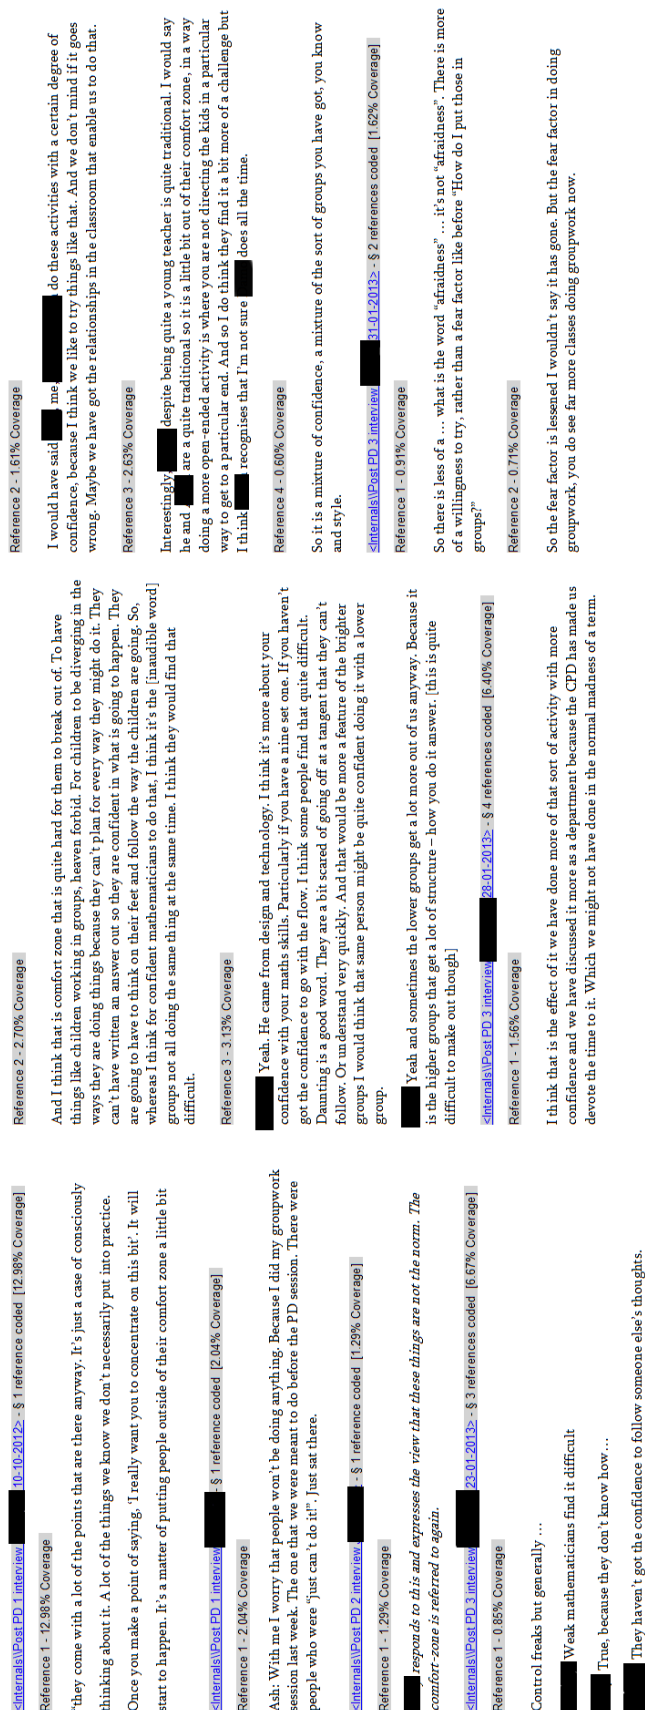 <Internals\\Post PD 1 interview 10-10-2012> - § 1 reference coded [12.98% Coverage]
Reference 1 - 12.98% Coverage
"they come with a lot of the points that are there anyway. It's just a case of consciously
thinking about it. A lot of the things we know we don't necessarily put into practice.
Once you make a point of saying, 'I really want you to concentrate on this bit'. It will
start to happen. It's a matter of putting people outside of their comfort zone a little bit
<Internals\\Post PD 1 interview - § 1 reference coded [2.04% Coverage]
Reference 1 - 2.04% Coverage
Ash: With me I worry that people won't be doing anything. Because I did my groupwork
session last week. The one that we were meant to do before the PD session. There were
people who were "just can't do it!". Just sat there.
<Internals\\Post PD 2 interview - § 1 reference coded [1.29% Coverage]
Reference 1 - 1.29% Coverage
responds to this and expresses the view that these things are not the norm. The
comfort-zone is referred to again.
<Internals\\Post PD 3 interview 23-01-2013> - § 3 references coded [6.67% Coverage]
Reference 1 - 0.85% Coverage
Control freaks but generally …
Weak mathematicians find it difficult
True, because they don't know how…
They haven't got the confidence to follow someone else's thoughts.
Reference 2 - 2.70% Coverage
And I think that is comfort zone that is quite hard for them to break out of. To have
things like children working in groups, heaven forbid. For children to be diverging in the
ways they are doing things because they can't plan for every way they might do it. They
can't have written an answer out so they are confident in what is going to happen. They
are going to have to think on their feet and follow the way the children are going. So,
whereas I think for confident mathematicians to do that, I think it's the [inaudible word]
groups not all doing the same thing at the same time. I think they would find that
difficult.
Reference 3 - 3.13% Coverage
Yeah. He came from design and technology. I think it's more about your
confidence with your maths skills. Particularly if you have a nine set one. If you haven't
got the confidence to go with the flow. I think some people find that quite difficult.
Daunting is a good word. They are a bit scared of going off at a tangent that they can't
follow. Or understand very quickly. And that would be more a feature of the brighter
groups I would think that same person might be quite confident doing it with a lower
group.
Yeah and sometimes the lower groups get a lot more out of us anyway. Because it
is the higher groups that get a lot of structure – how you do it answer. [this is quite
difficult to make out though]
<Internals\\Post PD 3 interview 28-01-2013> - § 4 references coded [6.40% Coverage]
Reference 1 - 1.56% Coverage
I think that is the effect of it we have done more of that sort of activity with more
confidence and we have discussed it more as a department because the CPD has made us
devote the time to it. Which we might not have done in the normal madness of a term.
Reference 2 - 1.61% Coverage
I would have said , me, do these activities with a certain degree of
confidence, because I think we like to try things like that. And we don't mind if it goes
wrong. Maybe we have got the relationships in the classroom that enable us to do that.
Reference 3 - 2.63% Coverage
Interestingly, despite being quite a young teacher is quite traditional. I would say
he and are a quite traditional so it is a little bit out of their comfort zone, in a way
doing a more open-ended activity is where you are not directing the kids in a particular
way to get to a particular end. And so I do think they find it a bit more of a challenge but
I think recognises that I'm not sure does all the time.
Reference 4 - 0.60% Coverage
So it is a mixture of confidence, a mixture of the sort of groups you have got, you know
and style.
<Internals\\Post PD 3 interview 31-01-2013> - § 2 references coded [1.62% Coverage]
Reference 1 - 0.91% Coverage
So there is less of a … what is the word "afraidness" … it's not "afraidness". There is more
of a willingness to try, rather than a fear factor like before "How do I put those in
groups?"
Reference 2 - 0.71% Coverage
So the fear factor is lessened I wouldn't say it has gone. But the fear factor in doing
groupwork, you do see far more classes doing groupwork now.